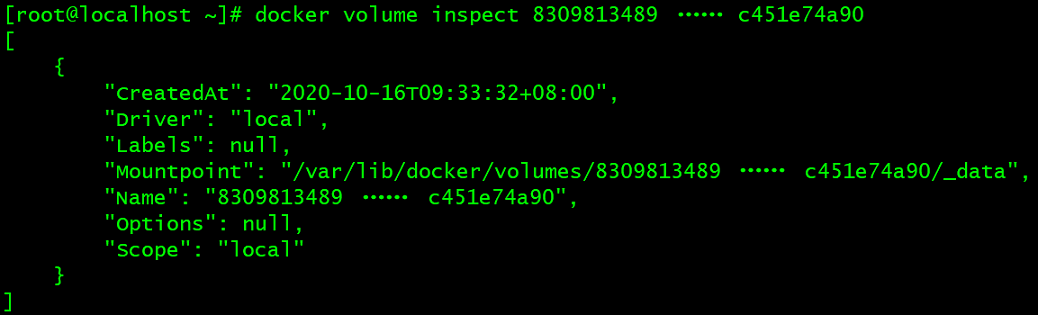 [root@localhost ~]# docker volume inspect 8309813489 ······ c451e74a90
[
    {
        "CreatedAt": "2020-10-16T09:33:32+08:00",
        "Driver": "local",
        "Labels": null,
        "Mountpoint": "/var/lib/docker/volumes/8309813489 ······ c451e74a90/_data",
        "Name": "8309813489 ······ c451e74a90",
        "Options": null,
        "Scope": "local"
    }
]